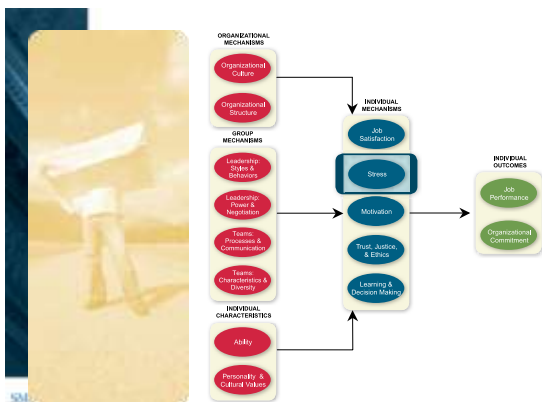 ORGANIZATIONAL
MECHANISMS
Organizational
Culture
Organizational
Structure
GROUP
MECHANISMS
Leadership:
Styles &
Behaviors
Leadership:
Power &
Negotiation
Teams:
Processes &
Communication
Teams:
Characteristics &
Diversity
INDIVIDUAL
CHARACTERISTICS
Ability
Personality &
Cultural Values
INDIVIDUAL
MECHANISMS
Job
Satisfaction
Stress
Motivation
Trust, Justice,
& Ethics
Learning &
Decision Making
INDIVIDUAL
OUTCOMES
Job
Performance
Organizational
Commitment